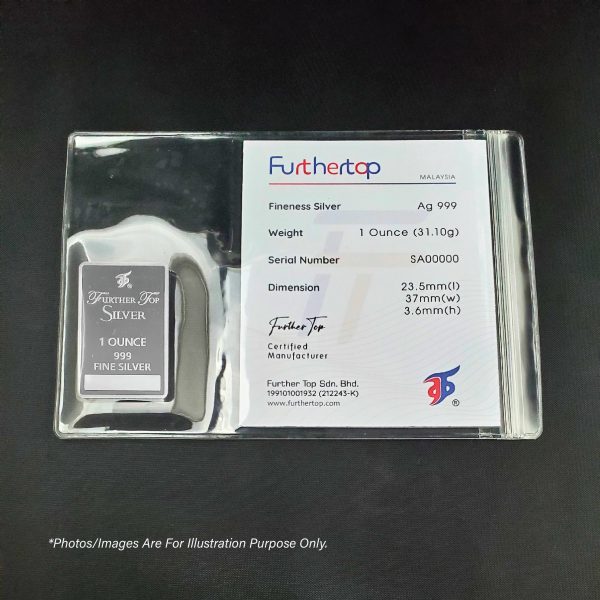 Furthertop
MALAYSIA
Fineness Silver Ag 999
Weight 1 Ounce (31.10g)
Serial Number SA00000
Dimension 23.5mm(l)
37mm(w)
3.6mm(h)
Further Top
Certified
Manufacturer
Further Top Sdn. Bhd.
199101001932 (212243-K)
www.furthertop.com
®
®
FURTHER TOP
SILVER
1 OUNCE
999
FINE SILVER
*Photos/Images Are For Illustration Purpose Only.